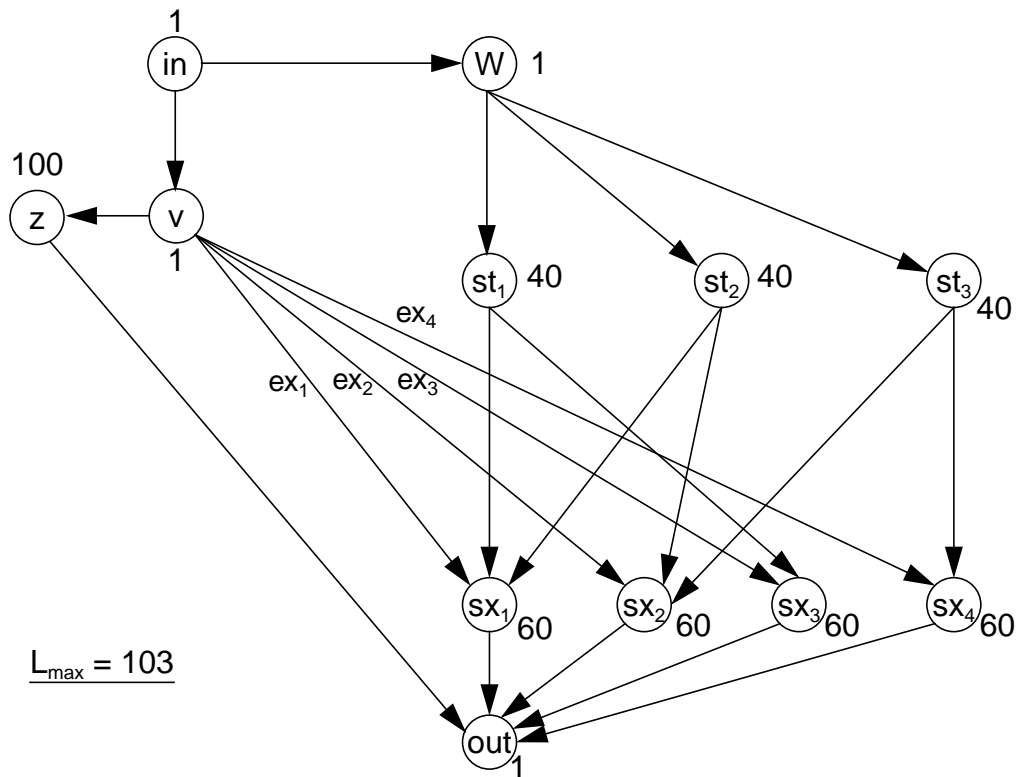 1
in
W 1
100
z
v
1
st₁ 40
st₂ 40
st₃ 40
ex₄
ex₁ ex₂ ex₃
sx₁ 60
sx₂ 60
sx₃ 60
sx₄ 60
Lmax = 103
out 1